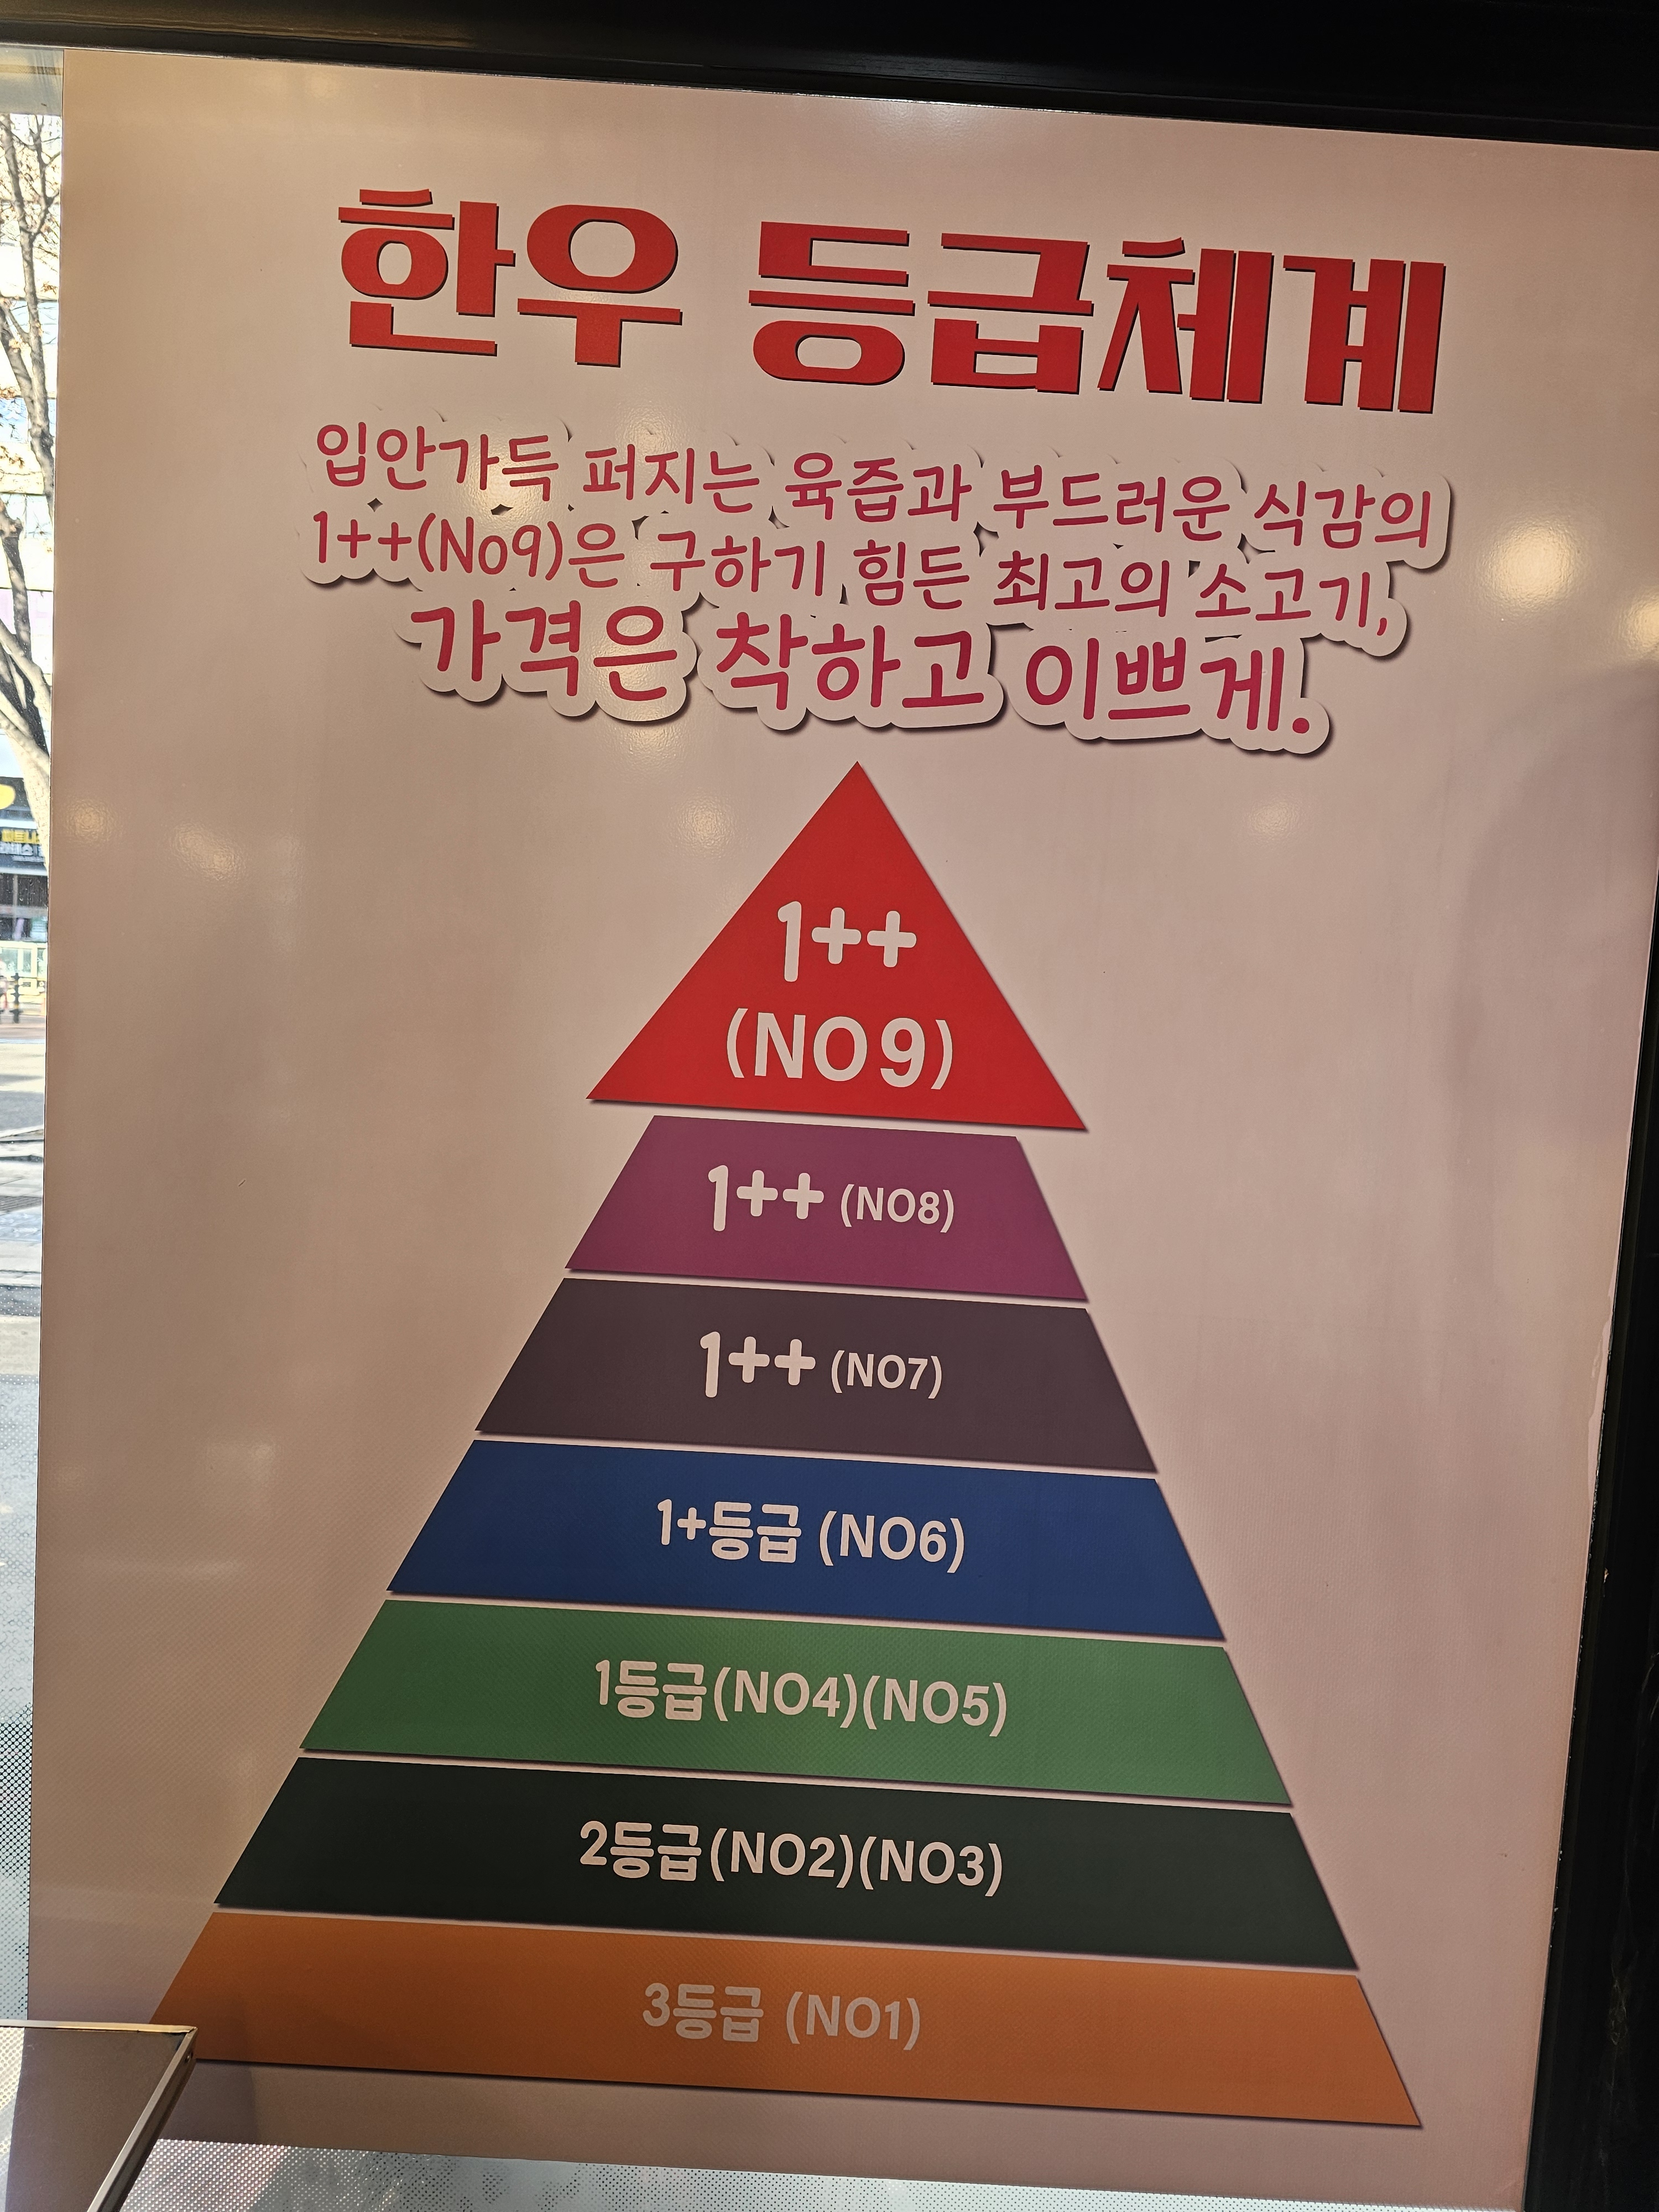 한우 등급체계
입안가득 퍼지는 육즙과 부드러운 식감의
1++(No9)은 구하기 힘든 최고의 소고기,
가격은 착하고 이쁘게.
1++
(NO9)
1++ (NO8)
1++ (NO7)
1+등급 (NO6)
1등급(NO4)(NO5)
2등급(NO2)(NO3)
3등급 (NO1)